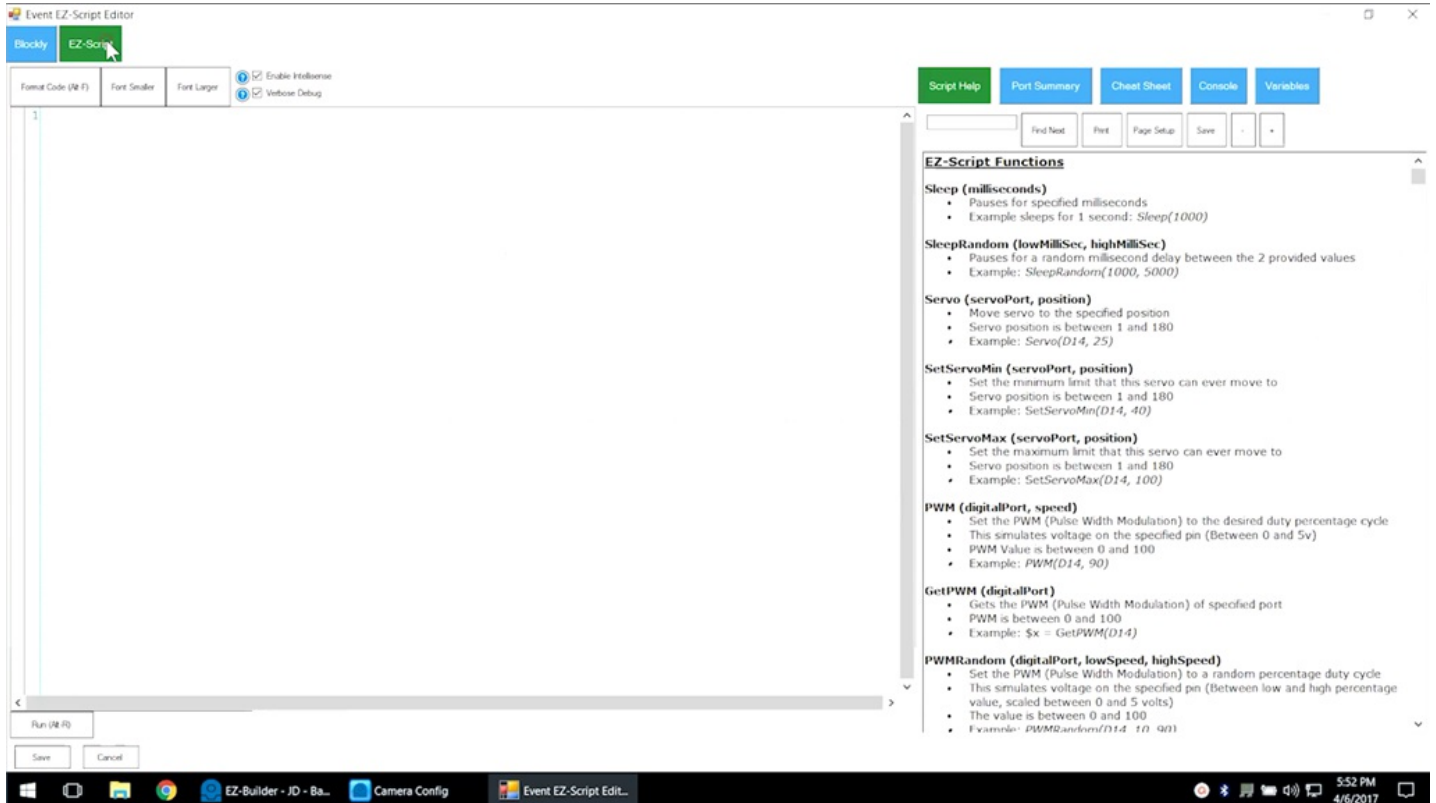 Event EZ-Script Editor
Blockly
EZ-Script
Format Code (Alt-F)
Font Smaller
Font Larger
Enable Intellisense
Verbose Debug
1
Run (Alt-R)
Save
Cancel
Script Help
Port Summary
Cheat Sheet
Console
Variables
Find Next
Print
Page Setup
Save
-
+
EZ-Script Functions
Sleep (milliseconds)
• Pauses for specified milliseconds
• Example sleeps for 1 second: Sleep(1000)
SleepRandom (lowMilliSec, highMilliSec)
• Pauses for a random millisecond delay between the 2 provided values
• Example: SleepRandom(1000, 5000)
Servo (servoPort, position)
• Move servo to the specified position
• Servo position is between 1 and 180
• Example: Servo(D14, 25)
SetServoMin (servoPort, position)
• Set the minimum limit that this servo can ever move to
• Servo position is between 1 and 180
• Example: SetServoMin(D14, 40)
SetServoMax (servoPort, position)
• Set the maximum limit that this servo can ever move to
• Servo position is between 1 and 180
• Example: SetServoMax(D14, 100)
PWM (digitalPort, speed)
• Set the PWM (Pulse Width Modulation) to the desired duty percentage cycle
• This simulates voltage on the specified pin (Between 0 and 5v)
• PWM Value is between 0 and 100
• Example: PWM(D14, 90)
GetPWM (digitalPort)
• Gets the PWM (Pulse Width Modulation) of specified port
• PWM is between 0 and 100
• Example: $x = GetPWM(D14)
PWMRandom (digitalPort, lowSpeed, highSpeed)
• Set the PWM (Pulse Width Modulation) to a random percentage duty cycle
• This simulates voltage on the specified pin (Between low and high percentage
value, scaled between 0 and 5 volts)
• The value is between 0 and 100
• Example: PWMRandom(D14, 10, 90)
EZ-Builder - JD - Ba...
Camera Config
Event EZ-Script Edit...
5:52 PM
4/6/2017